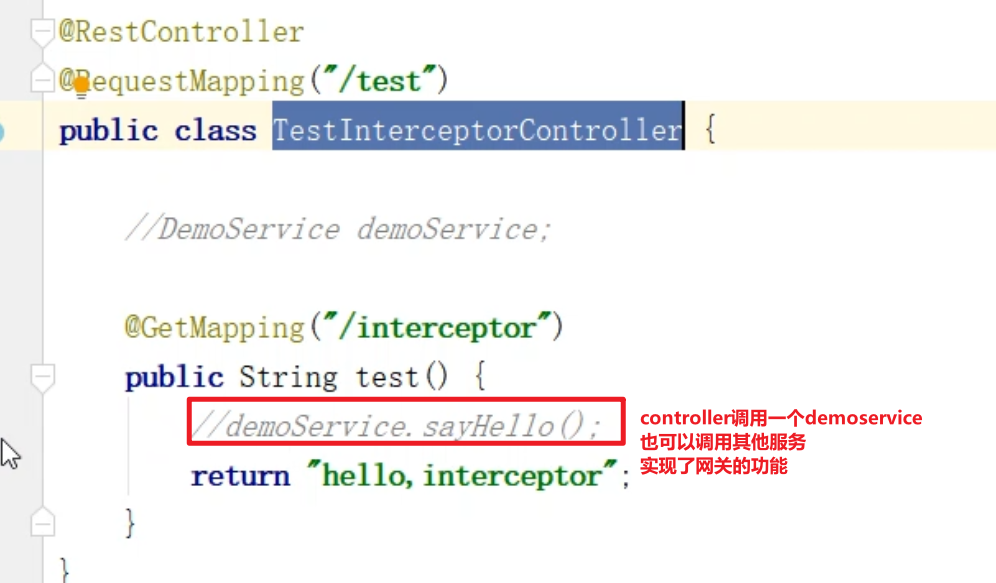 @RestController
@RequestMapping("/test")
public class TestInterceptorController {
//DemoService demoService;
@GetMapping("/interceptor")
public String test() {
//demoService.sayHello();
return "hello,interceptor";
}
}
controller调用一个demoservice
也可以调用其他服务
实现了网关的功能